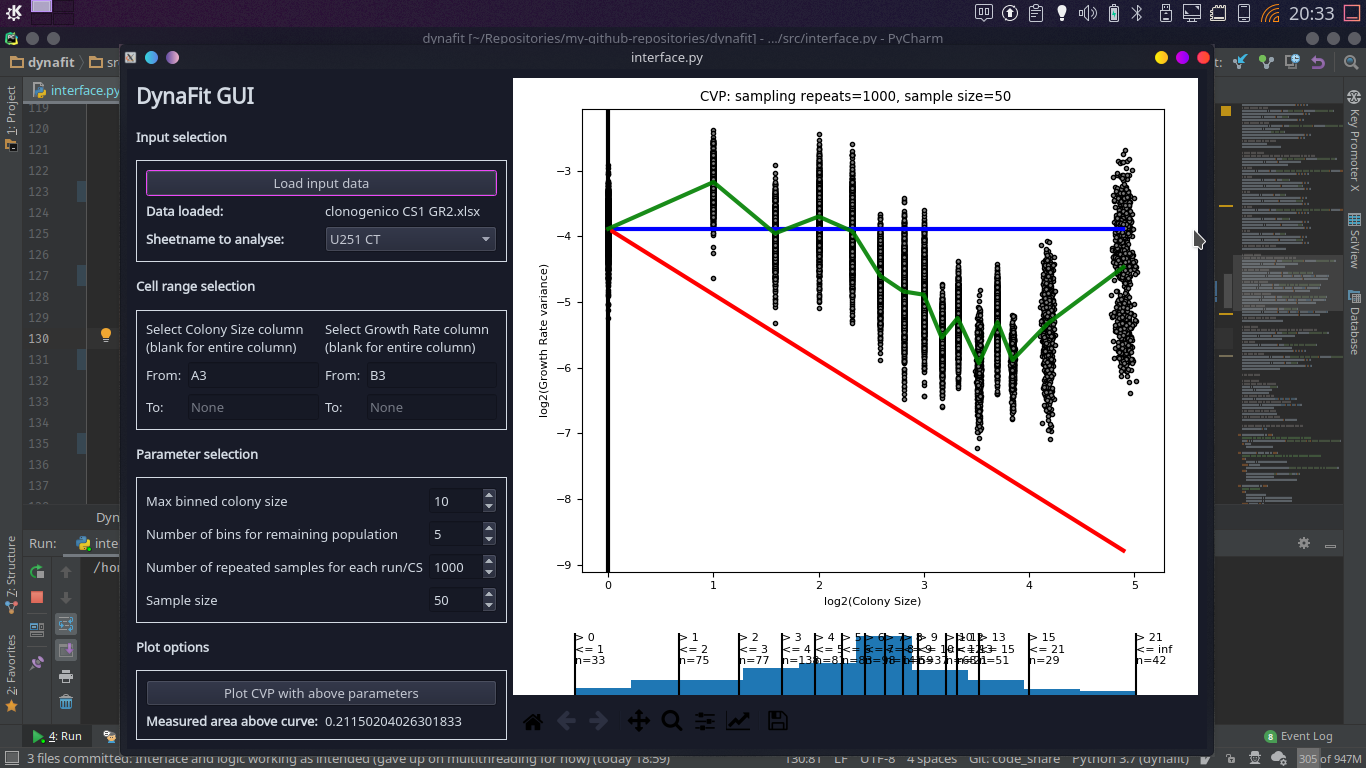 20:33
dynafit [~/Repositories/my-github-repositories/dynafit] - .../src/interface.py - PyCharm
dynafit
interface.py
interface.py
DynaFit GUI
Input selection
Load input data
Data loaded: clonogenico CS1 GR2.xlsx
Sheetname to analyse: U251 CT
Cell range selection
Select Colony Size column
(blank for entire column)
Select Growth Rate column
(blank for entire column)
From: A3
From: B3
To: None
To: None
Parameter selection
Max binned colony size 10
Number of bins for remaining population 5
Number of repeated samples for each run/CS 1000
Sample size 50
Plot options
Plot CVP with above parameters
Measured area above curve: 0.21150204026301833
CVP: sampling repeats=1000, sample size=50
log2(Growth Rate variance)
−3
−4
−5
−6
−7
−8
−9
0 1 2 3 4 5
log2(Colony Size)
> 0
<= 1
n=33
> 1
<= 2
n=75
> 2
<= 3
n=77
> 3
<= 4
> 4
> 13
> 15
<= 21
n=29
> 21
<= inf
n=42
1: Project
7: Structure
2: Favorites
119
120
121
122
123
124
125
126
127
128
129
130
131
132
133
134
135
136
137
Run:
4: Run
Key Promoter X
SciView
Database
8 Event Log
3 files committed: Interface and logic working as intended (gave up on multithreading for now) (today 18:59)
130:81 LF UTF-8 4 spaces Git: code_share Python 3.7 (dynafit)
305 of 947M